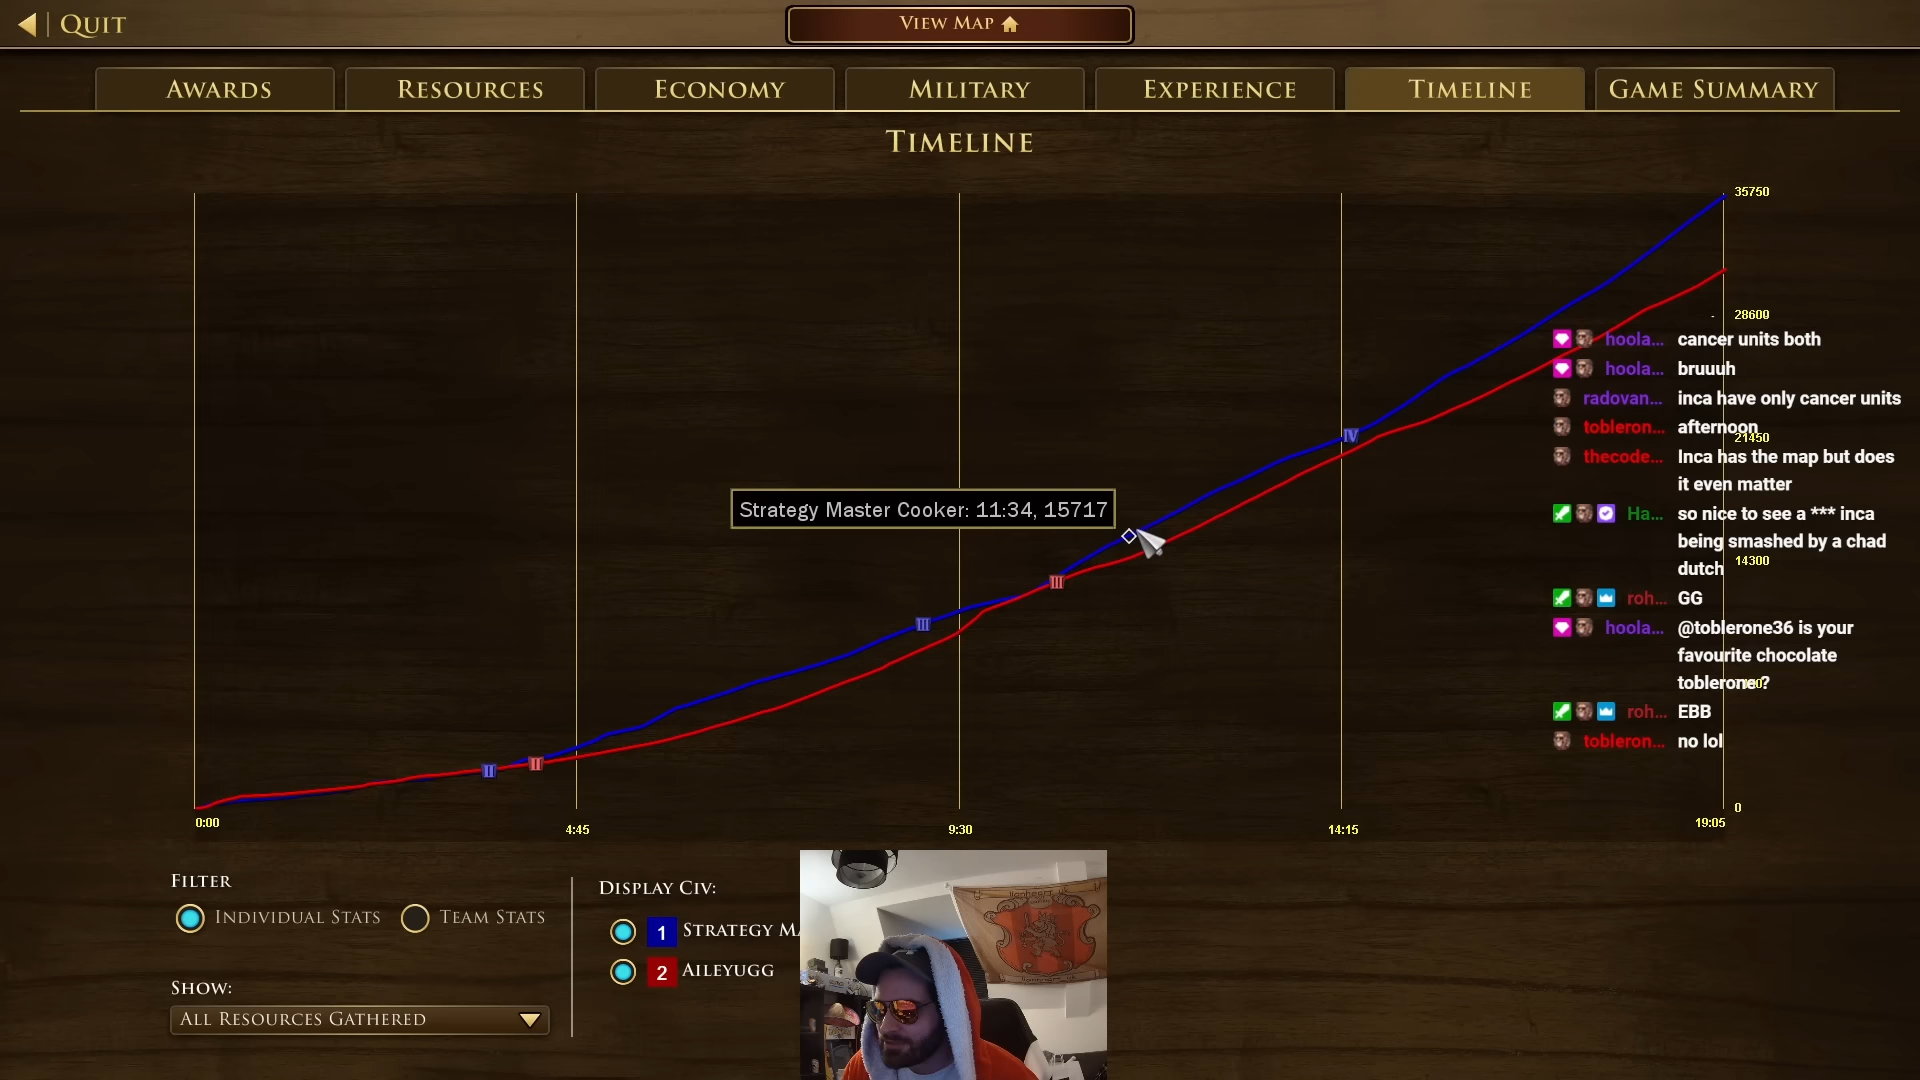 QUIT
VIEW MAP
AWARDS
RESOURCES
ECONOMY
MILITARY
EXPERIENCE
TIMELINE
GAME SUMMARY
TIMELINE
35750
28600
21450
14300
0
0:00
4:45
9:30
14:15
19:05
II
II
III
III
IV
Strategy Master Cooker: 11:34, 15717
hoola... cancer units both
hoola... bruuuh
radovan... inca have only cancer units
tobleron... afternoon
thecode... Inca has the map but does
it even matter
Ha... so nice to see a *** inca
being smashed by a chad
dutch
roh... GG
hoola... @toblerone36 is your
favourite chocolate
toblerone?
roh... EBB
tobleron... no lol
FILTER
INDIVIDUAL STATS
TEAM STATS
SHOW:
ALL RESOURCES GATHERED
DISPLAY CIV:
1 STRATEGY MA
2 AILEYUGG